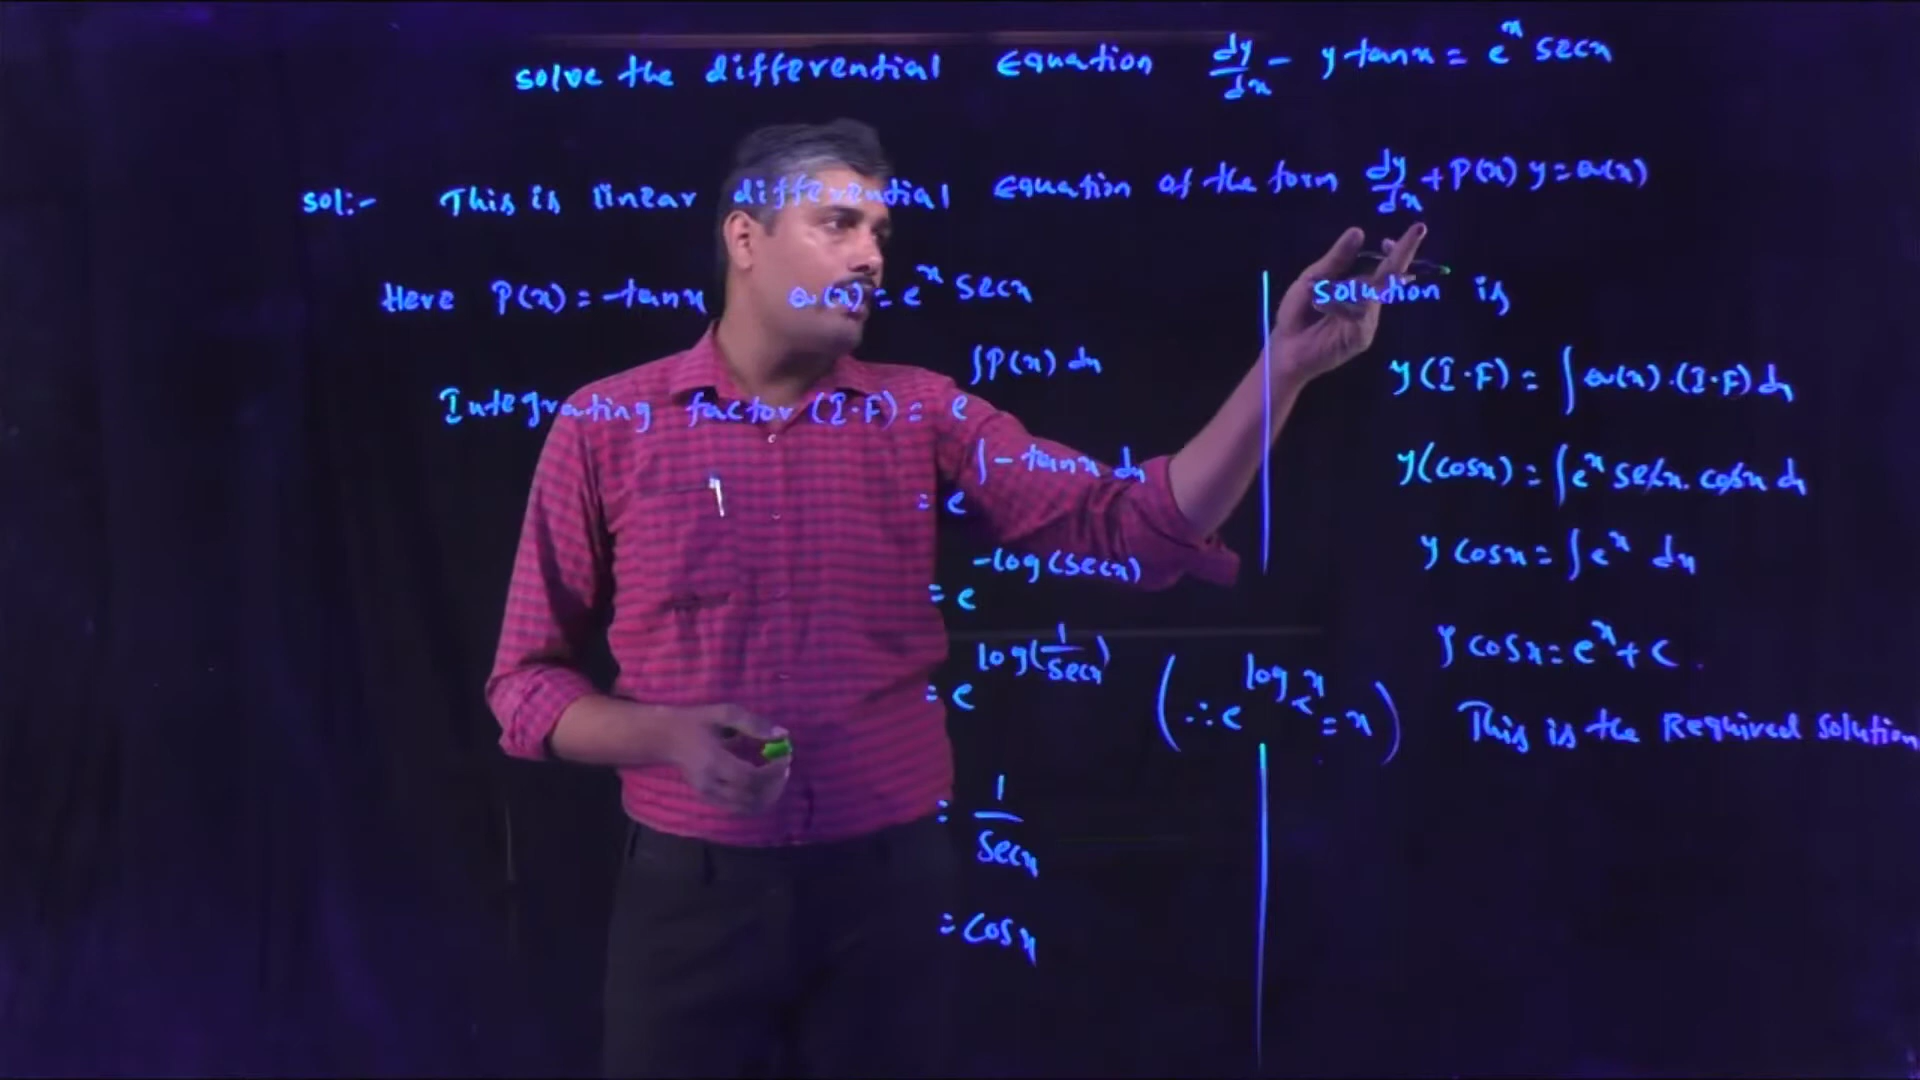 solve the differential Equation dy/dx - y tanx = e^x secx
sol:- This is linear differential Equation of the form dy/dx + P(x) y = Q(x)
Here P(x) = -tanx Q(x) = e^x secx
Integrating factor (I.F) = e^∫P(x) dx
= e^∫-tanx dx
= e^-log(secx)
= e^log(1/secx) (∴ e^log_e x = x)
= 1/secx
= cosx
solution is
y(I.F) = ∫Q(x).(I.F) dx
y(cosx) = ∫e^x secx. cosx dx
y cosx = ∫e^x dx
y cosx = e^x + c.
This is the Required Solution